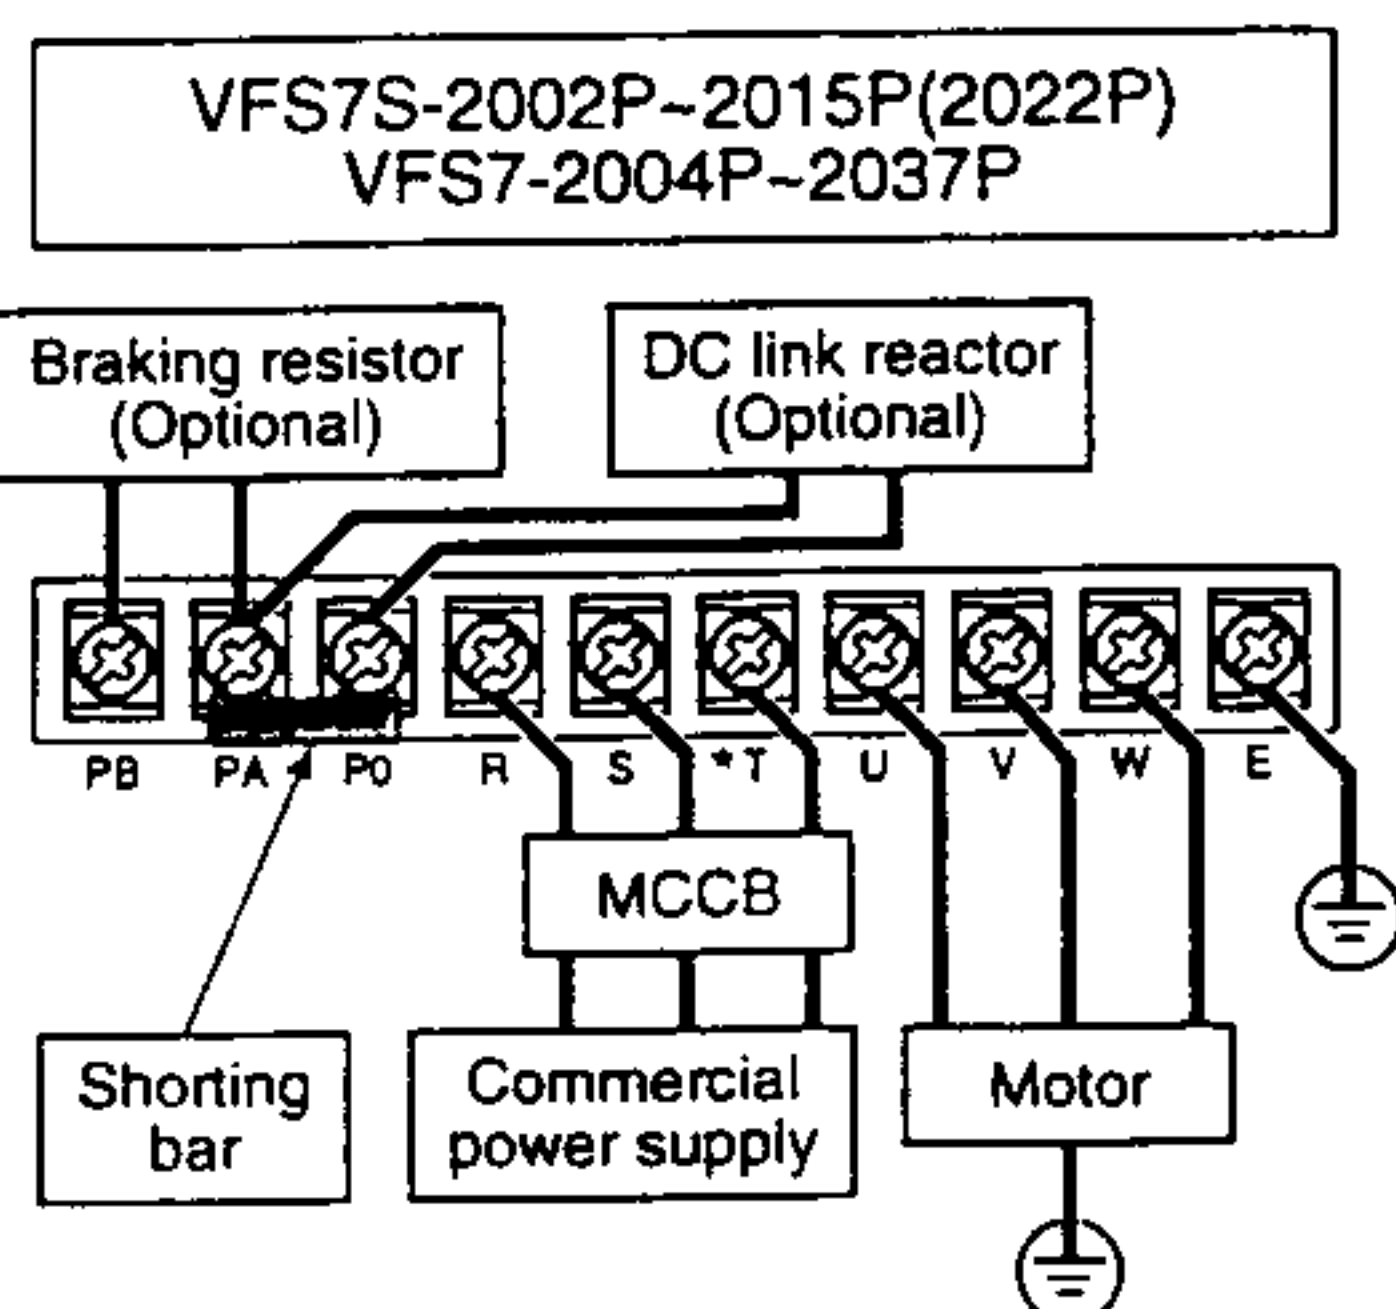 VFS7S-2002P~2015P(2022P)
VFS7-2004P~2037P
Braking resistor
(Optional)
DC link reactor
(Optional)
PB PA P0 R S *T U V W E
MCCB
Shorting
bar
Commercial
power supply
Motor